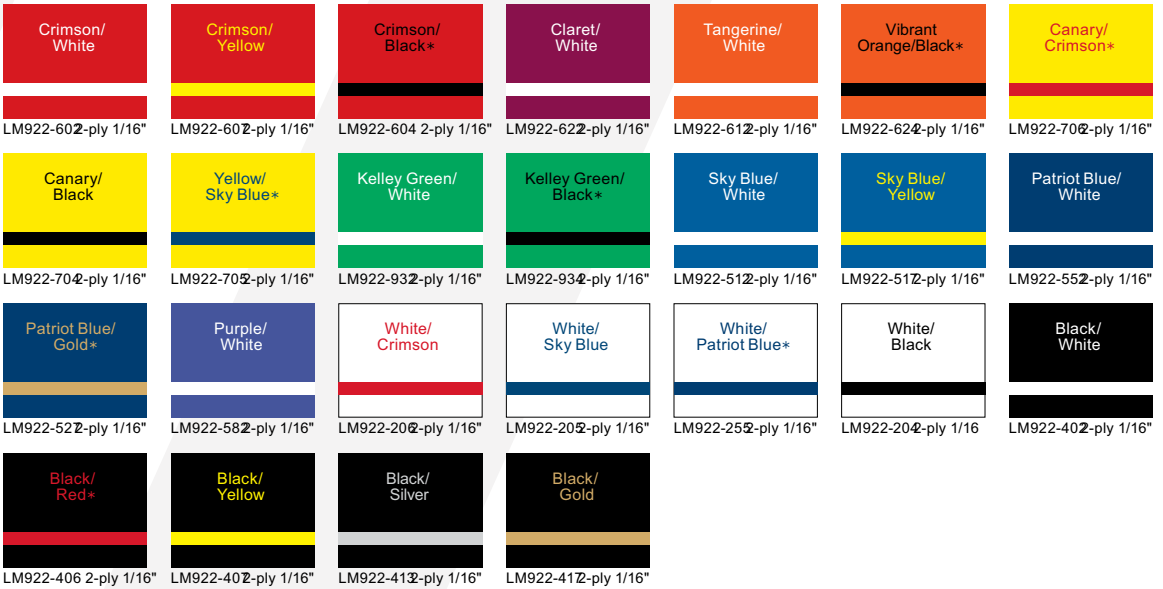 Crimson/
White
LM922-602 2-ply 1/16"
Crimson/
Yellow
LM922-607 2-ply 1/16"
Crimson/
Black*
LM922-604 2-ply 1/16"
Claret/
White
LM922-622 2-ply 1/16"
Tangerine/
White
LM922-612 2-ply 1/16"
Vibrant
Orange/Black*
LM922-624 2-ply 1/16"
Canary/
Crimson*
LM922-706 2-ply 1/16"
Canary/
Black
LM922-704 2-ply 1/16"
Yellow/
Sky Blue*
LM922-705 2-ply 1/16"
Kelley Green/
White
LM922-932 2-ply 1/16"
Kelley Green/
Black*
LM922-934 2-ply 1/16"
Sky Blue/
White
LM922-512 2-ply 1/16"
Sky Blue/
Yellow
LM922-517 2-ply 1/16"
Patriot Blue/
White
LM922-552 2-ply 1/16"
Patriot Blue/
Gold*
LM922-527 2-ply 1/16"
Purple/
White
LM922-582 2-ply 1/16"
White/
Crimson
LM922-206 2-ply 1/16"
White/
Sky Blue
LM922-205 2-ply 1/16"
White/
Patriot Blue*
LM922-255 2-ply 1/16"
White/
Black
LM922-204 2-ply 1/16
Black/
White
LM922-402 2-ply 1/16"
Black/
Red*
LM922-406 2-ply 1/16"
Black/
Yellow
LM922-407 2-ply 1/16"
Black/
Silver
LM922-413 2-ply 1/16"
Black/
Gold
LM922-417 2-ply 1/16"